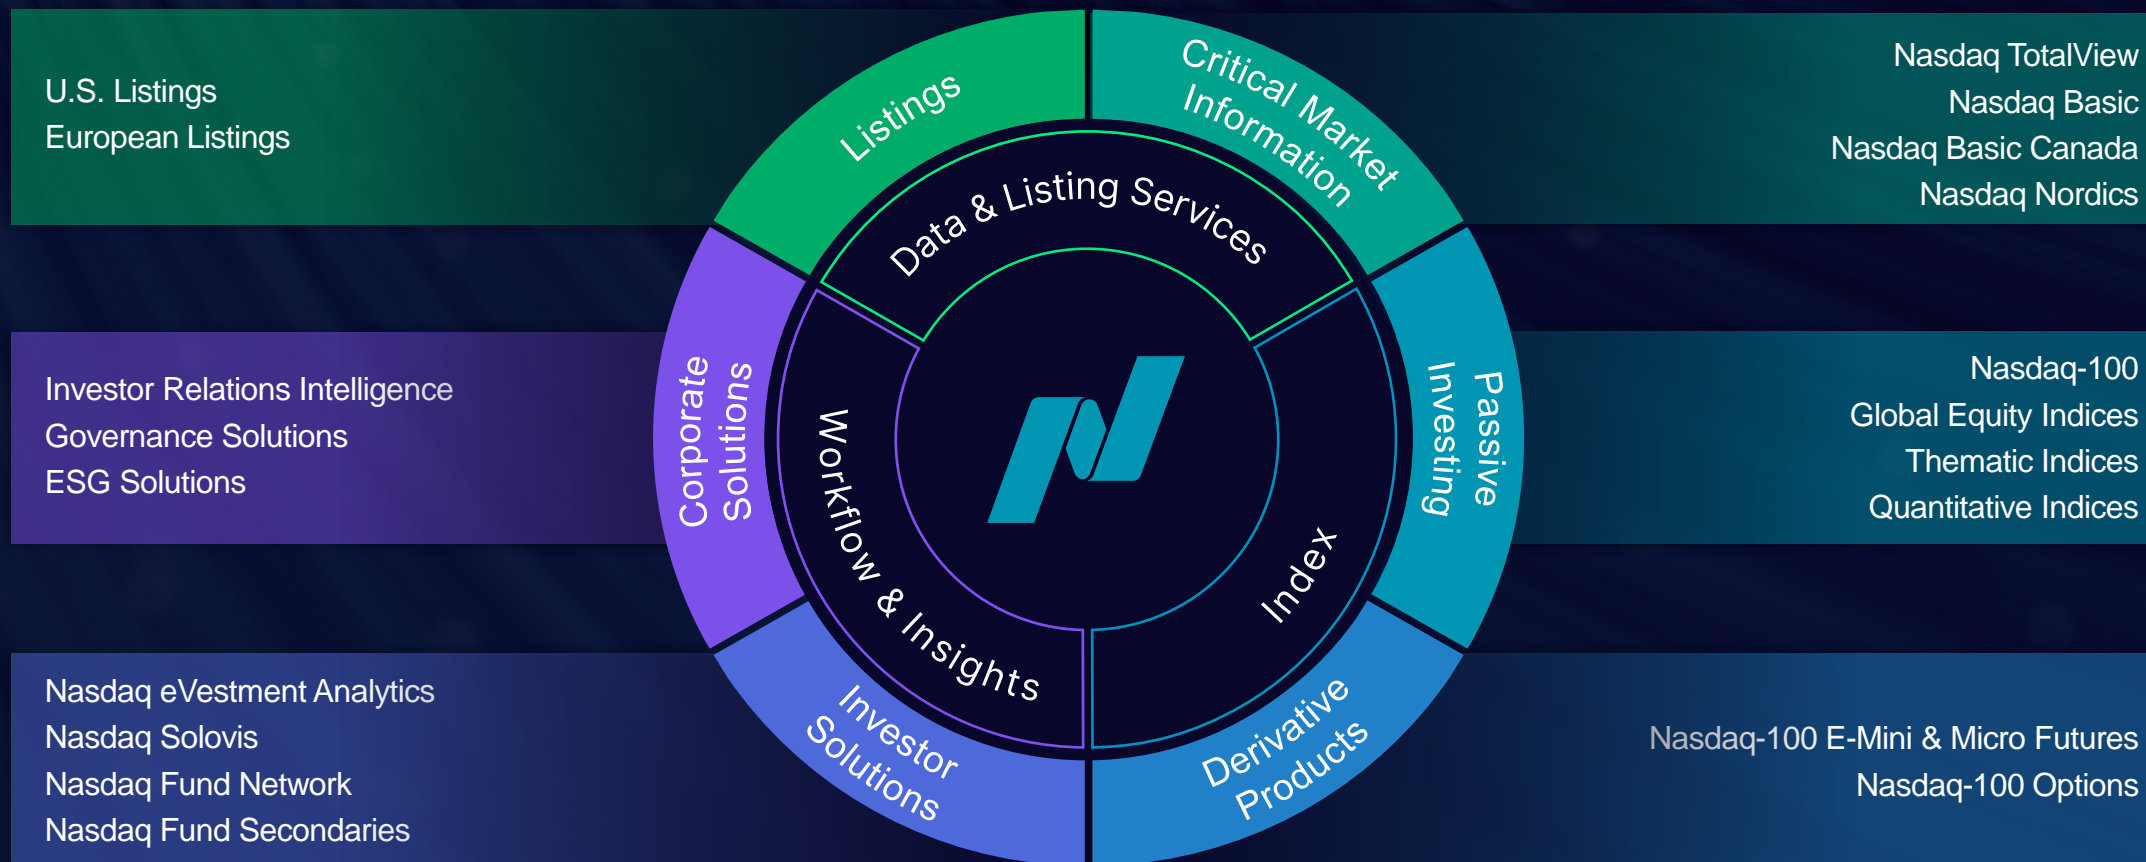 U.S. Listings
European Listings
Listings
Critical Market
Information
Nasdaq TotalView
Nasdaq Basic
Nasdaq Basic Canada
Nasdaq Nordics
Data & Listing Services
Investor Relations Intelligence
Governance Solutions
ESG Solutions
Corporate
Solutions
Workflow & Insights
Index
Passive
Investing
Nasdaq-100
Global Equity Indices
Thematic Indices
Quantitative Indices
Nasdaq eVestment Analytics
Nasdaq Solovis
Nasdaq Fund Network
Nasdaq Fund Secondaries
Investor
Solutions
Derivative
Products
Nasdaq-100 E-Mini & Micro Futures
Nasdaq-100 Options